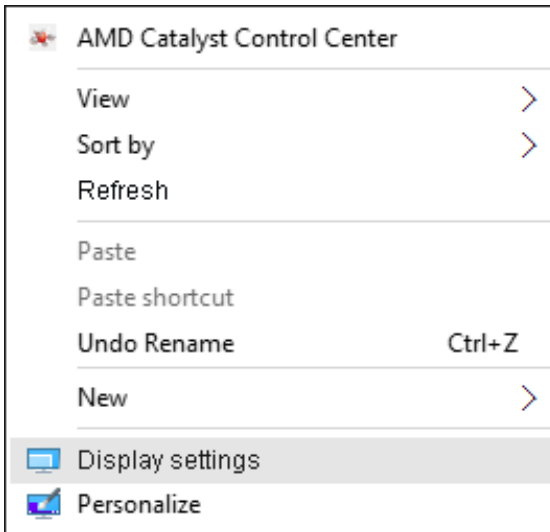 AMD Catalyst Control Center
View
Sort by
Refresh
Paste
Paste shortcut
Undo Rename Ctrl+Z
New
Display settings
Personalize